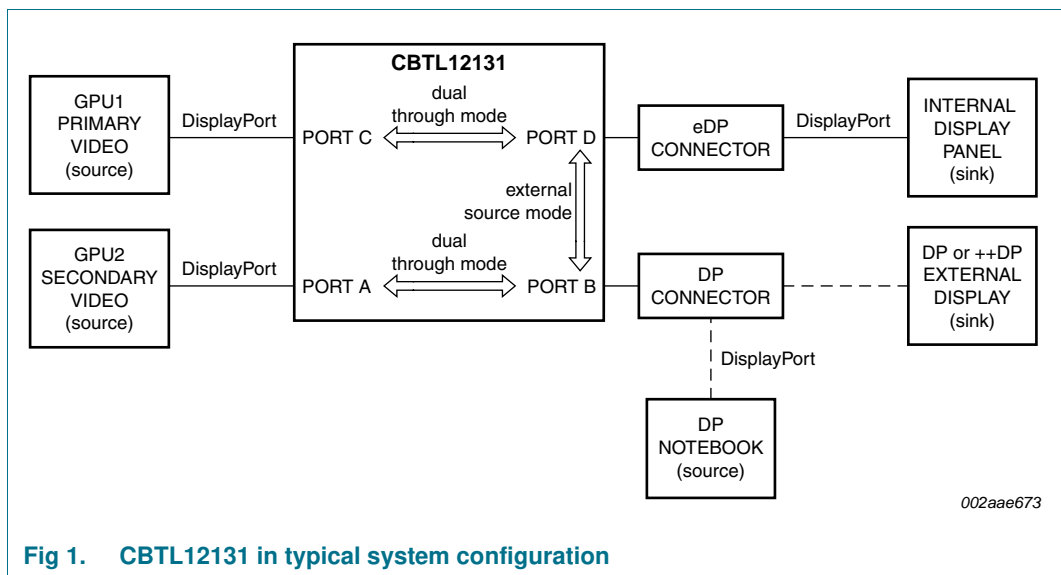 CBTL12131
GPU1
PRIMARY
VIDEO
(source)
DisplayPort
PORT C
dual
through mode
PORT D
eDP
CONNECTOR
DisplayPort
INTERNAL
DISPLAY
PANEL
(sink)
external
source mode
GPU2
SECONDARY
VIDEO
(source)
DisplayPort
PORT A
dual
through mode
PORT B
DP
CONNECTOR
DP or ++DP
EXTERNAL
DISPLAY
(sink)
DisplayPort
DP
NOTEBOOK
(source)
002aae673
Fig 1. CBTL12131 in typical system configuration